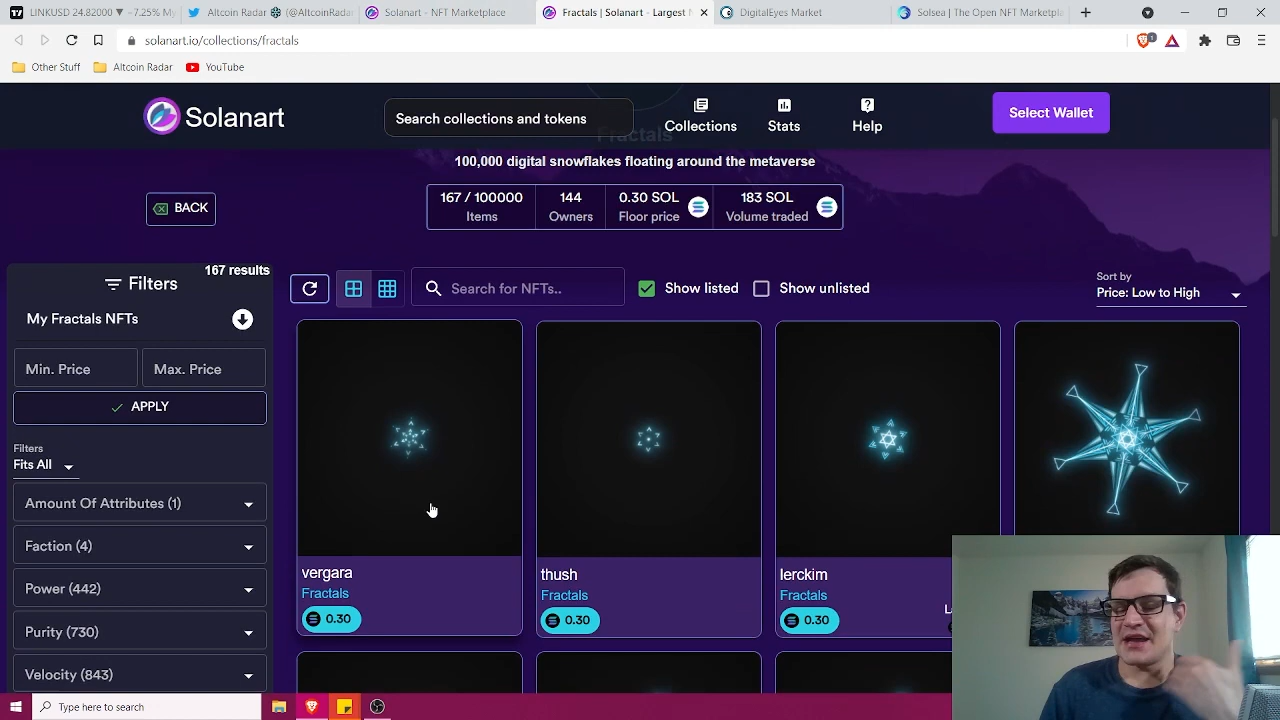 LINKUSD 24.82000 ▼ −7.25% My
Altcoin Radar (@AltcoinRadar
Solanart - NFT Marketplace
Fractals | Solanart - Largest N
DigitalEyes Market
Solsea | The Open NFT Marketpla
solanart.io/collections/fractals
1
Other Stuff
Altcoin Radar
YouTube
Solanart
Search collections and tokens
Collections
Stats
Help
Select Wallet
Fractals
100,000 digital snowflakes floating around the metaverse
BACK
167 / 100000
Items
144
Owners
0.30 SOL
Floor price
183 SOL
Volume traded
167 results
Filters
My Fractals NFTs
Min. Price
Max. Price
APPLY
Filters
Fits All
Amount Of Attributes (1)
Faction (4)
Power (442)
Purity (730)
Velocity (843)
Search for NFTs..
Show listed
Show unlisted
Sort by
Price: Low to High
vergara
Fractals
0.30
thush
Fractals
0.30
lerckim
Fractals
0.30
Type here to search